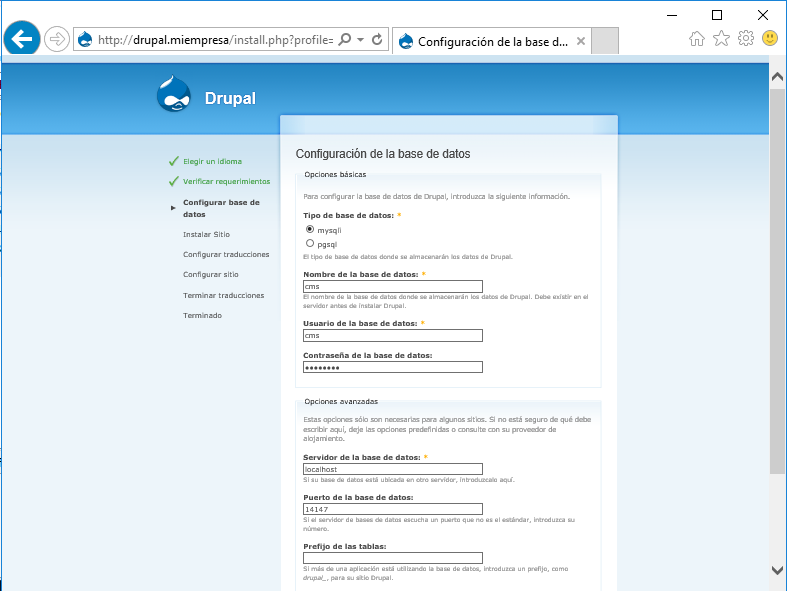 http://drupal.miempresa/install.php?profile=
Configuración de la base d...
Drupal
Elegir un idioma
Verificar requerimientos
Configurar base de
datos
Instalar Sitio
Configurar traducciones
Configurar sitio
Terminar traducciones
Terminado
Configuración de la base de datos
Opciones básicas
Para configurar la base de datos de Drupal, introduzca la siguiente información.
Tipo de base de datos: *
mysqli
pgsql
El tipo de base de datos donde se almacenarán los datos de Drupal.
Nombre de la base de datos: *
cms
El nombre de la base de datos donde se almacenarán los datos de Drupal. Debe existir en el
servidor antes de instalar Drupal.
Usuario de la base de datos: *
cms
Contraseña de la base de datos:
••••••••
Opciones avanzadas
Estas opciones sólo son necesarias para algunos sitios. Si no está seguro de qué debe
escribir aquí, deje las opciones predefinidas o consulte con su proveedor de
alojamiento.
Servidor de la base de datos: *
localhost
Si su base de datos está ubicada en otro servidor, introduzcalo aquí.
Puerto de la base de datos:
14147
Si el servidor de bases de datos escucha un puerto que no es el estándar, introduzca su
número.
Prefijo de las tablas:
Si más de una aplicación está utilizando la base de datos, introduzca un prefijo, como
drupal_, para su sitio Drupal.